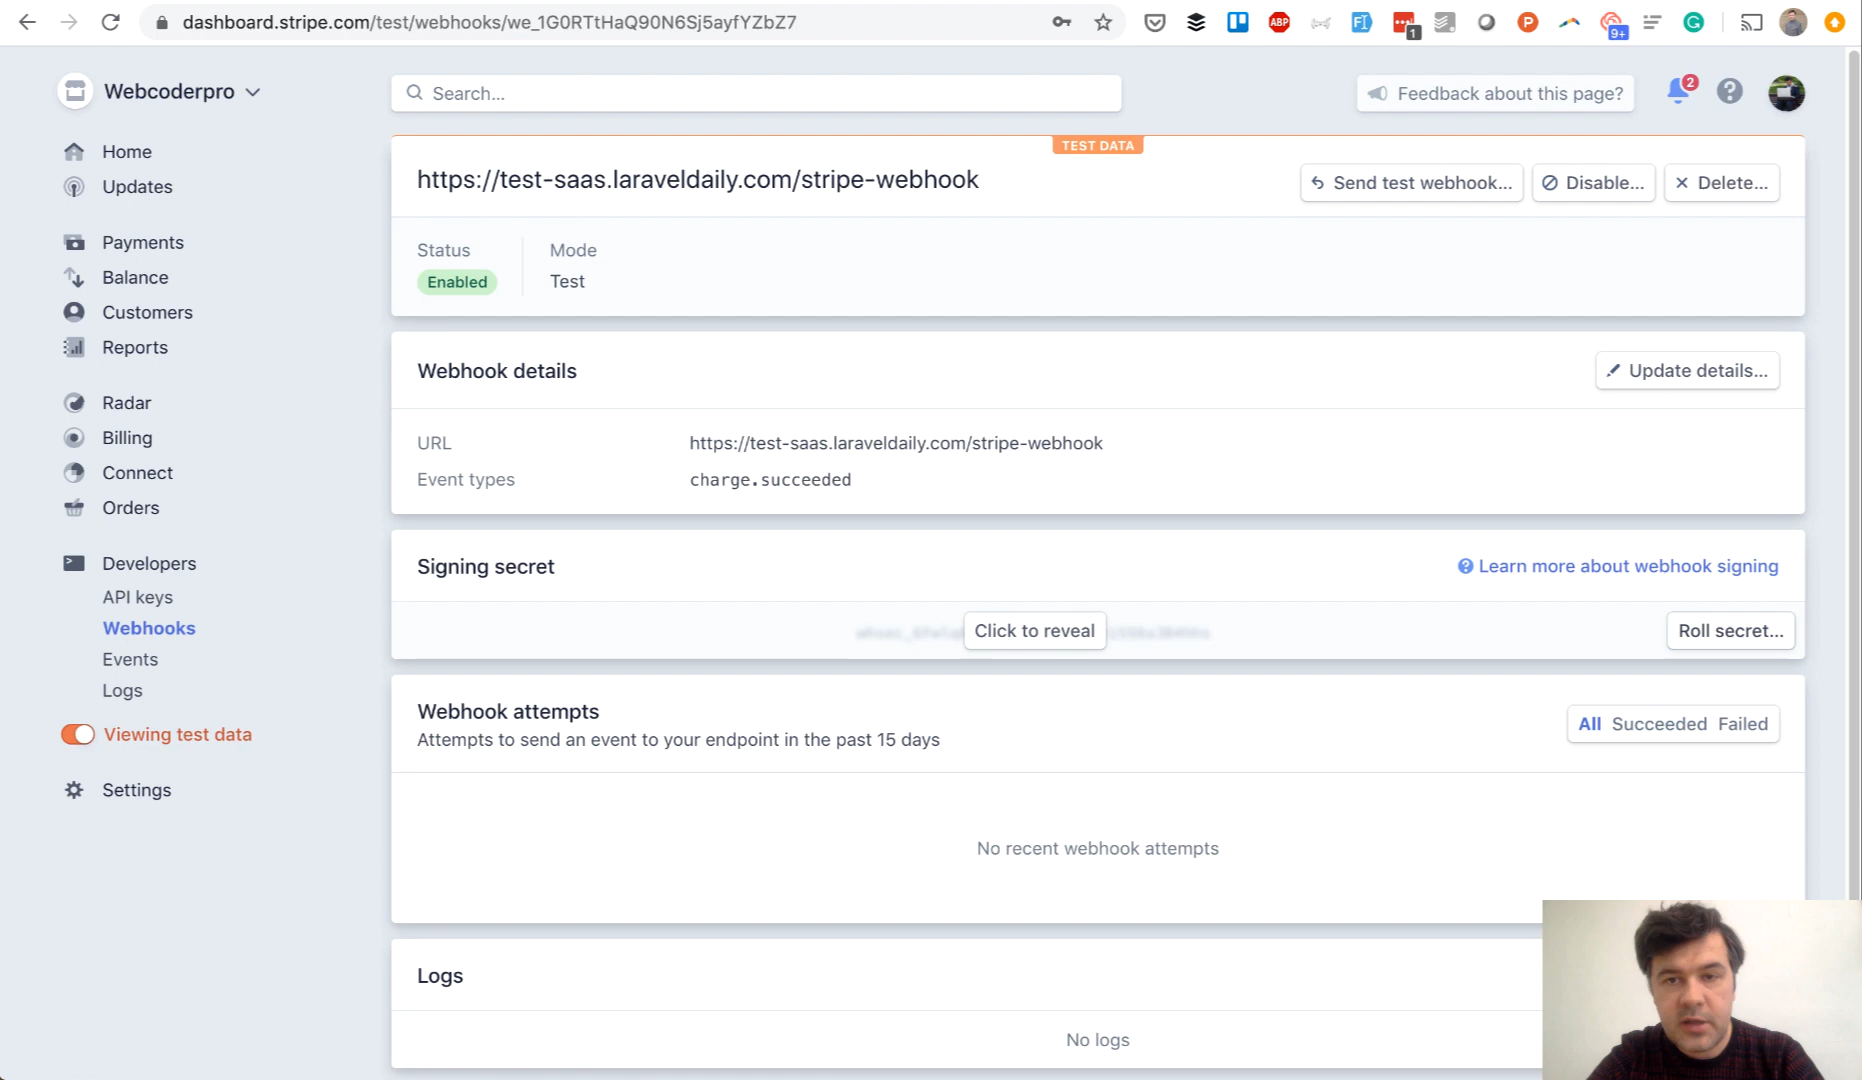 dashboard.stripe.com/test/webhooks/we_1G0RTtHaQ90N6Sj5ayfYZbZ7
ABP
1
P
9+
G
Webcoderpro
Search...
Feedback about this page?
2
?
Home
Updates
Payments
Balance
Customers
Reports
Radar
Billing
Connect
Orders
Developers
API keys
Webhooks
Events
Logs
Viewing test data
Settings
TEST DATA
https://test-saas.laraveldaily.com/stripe-webhook
Send test webhook...
Disable...
Delete...
Status
Mode
Enabled
Test
Webhook details
Update details...
URL
https://test-saas.laraveldaily.com/stripe-webhook
Event types
charge.succeeded
Signing secret
Learn more about webhook signing
Click to reveal
Roll secret...
Webhook attempts
Attempts to send an event to your endpoint in the past 15 days
All Succeeded Failed
No recent webhook attempts
Logs
No logs